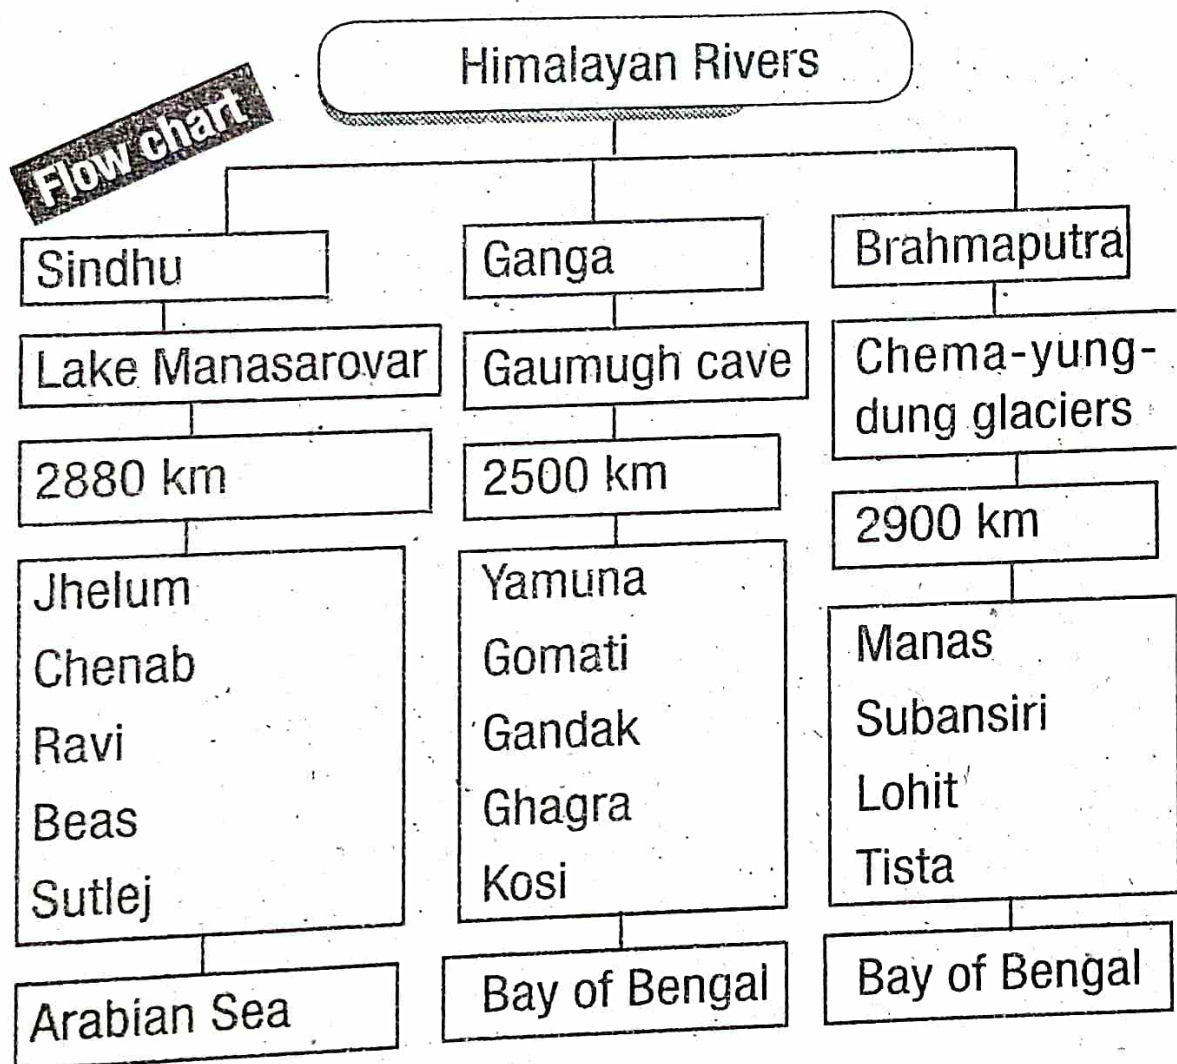 Himalayan Rivers
Flow chart
Sindhu
Lake Manasarovar
2880 km
Jhelum
Chenab
Ravi
Beas
Sutlej
Arabian Sea
Ganga
Gaumugh cave
2500 km
Yamuna
Gomati
Gandak
Ghagra
Kosi
Bay of Bengal
Brahmaputra
Chema-yung-
dung glaciers
2900 km
Manas
Subansiri
Lohit
Tista
Bay of Bengal